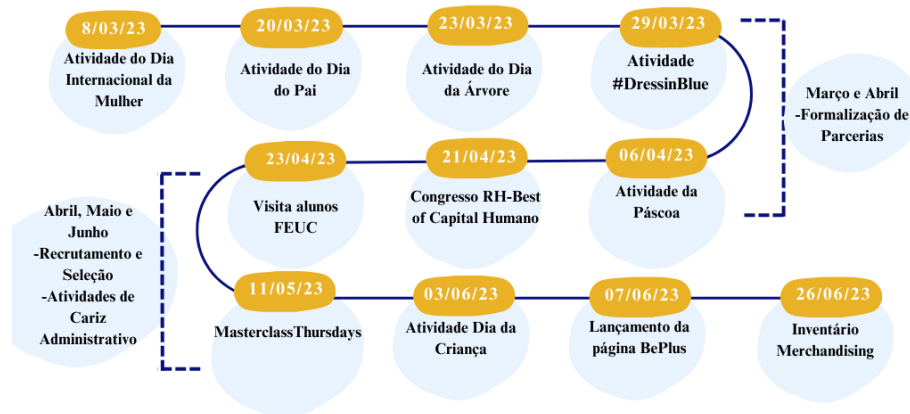 8/03/23
Atividade do Dia
Internacional da
Mulher
20/03/23
Atividade do Dia
do Pai
23/03/23
Atividade do Dia
da Árvore
29/03/23
Atividade
#DressinBlue
Março e Abril
-Formalização de
Parcerias
06/04/23
Atividade da
Páscoa
21/04/23
Congresso RH-Best
of Capital Humano
23/04/23
Visita alunos
FEUC
Abril, Maio e
Junho
-Recrutamento e
Seleção
-Atividades de
Cariz
Administrativo
11/05/23
MasterclassThursdays
03/06/23
Atividade Dia da
Criança
07/06/23
Lançamento da
página BePlus
26/06/23
Inventário
Merchandising